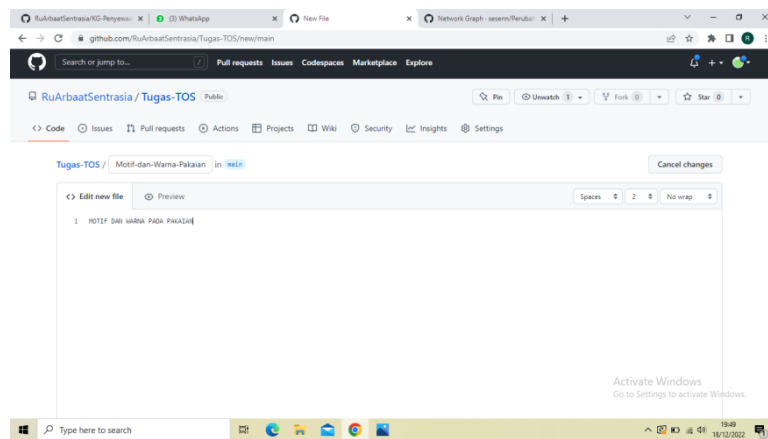 RuArbaatSentrasia/KG-Penyewaa
(3) WhatsApp
New File
Network Graph · sesenn/Perubah
github.com/RuArbaatSentrasia/Tugas-TOS/new/main
R
Search or jump to... /
Pull requests Issues Codespaces Marketplace Explore
RuArbaatSentrasia / Tugas-TOS Public
Pin
Unwatch 1
Fork 0
Star 0
Code Issues Pull requests Actions Projects Wiki Security Insights Settings
Tugas-TOS / Motif-dan-Warna-Pakaian in main
Cancel changes
Edit new file Preview
Spaces 2 No wrap
1 MOTIF DAN WARNA PADA PAKAIAN
Activate Windows
Go to Settings to activate Windows.
Type here to search
19:49
18/12/2022